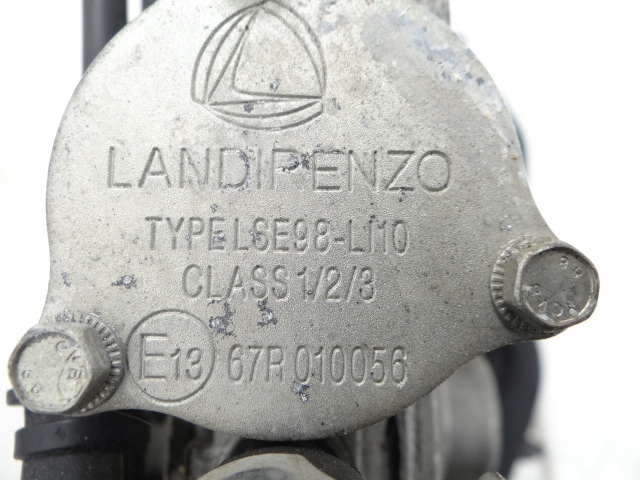 LANDIRENZO
TYPE LSE98-LI10
CLASS 1/2/3
E13 67R 010056